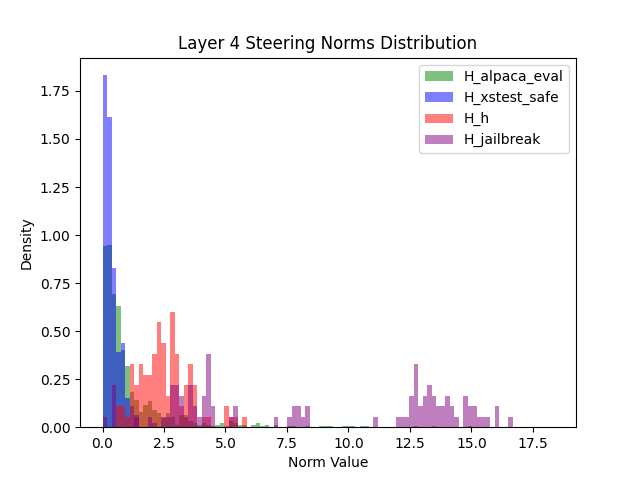 Layer 4 Steering Norms Distribution
H_alpaca_eval
H_xstest_safe
H_h
H_jailbreak
Density
1.75
1.50
1.25
1.00
0.75
0.50
0.25
0.00
0.0 2.5 5.0 7.5 10.0 12.5 15.0 17.5
Norm Value